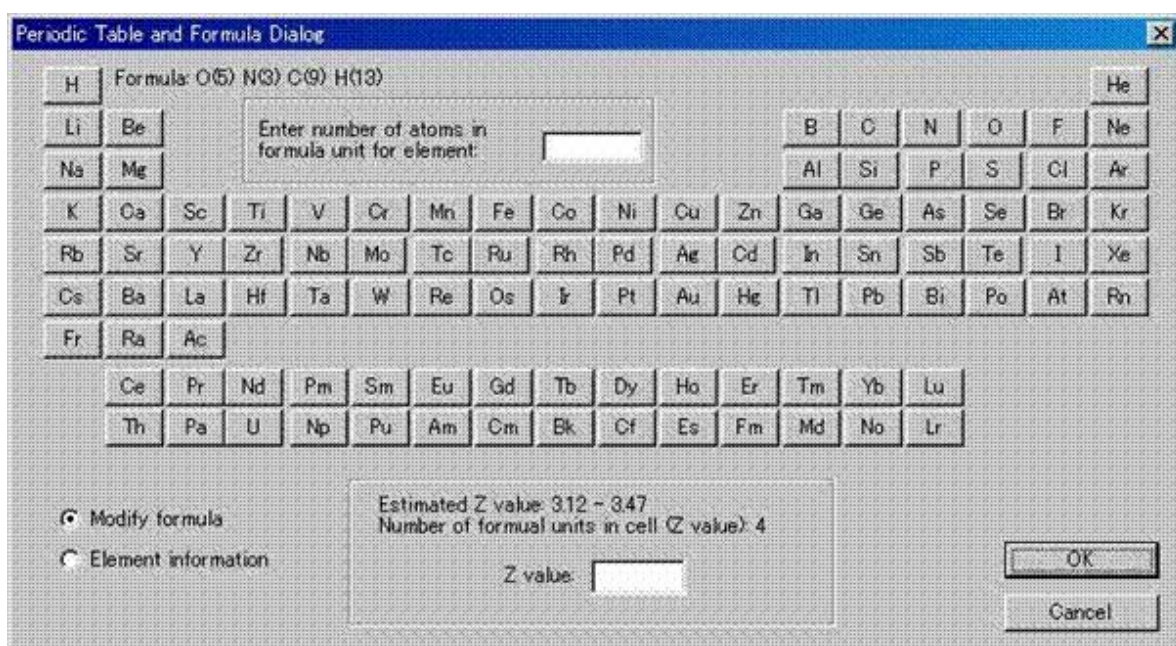 Periodic Table and Formula Dialog
H Formula: O(5) N(3) C(9) H(13) He
Li Be Enter number of atoms in B C N O F Ne
formula unit for element:
Na Mg Al Si P S Cl Ar
K Ca Sc Ti V Cr Mn Fe Co Ni Cu Zn Ga Ge As Se Br Kr
Rb Sr Y Zr Nb Mo Tc Ru Rh Pd Ag Cd In Sn Sb Te I Xe
Cs Ba La Hf Ta W Re Os Ir Pt Au Hg Tl Pb Bi Po At Rn
Fr Ra Ac
Ce Pr Nd Pm Sm Eu Gd Tb Dy Ho Er Tm Yb Lu
Th Pa U Np Pu Am Cm Bk Cf Es Fm Md No Lr
Modify formula
Element information
Estimated Z value: 3.12 ~ 3.47
Number of formual units in cell (Z value): 4
Z value:
OK
Cancel